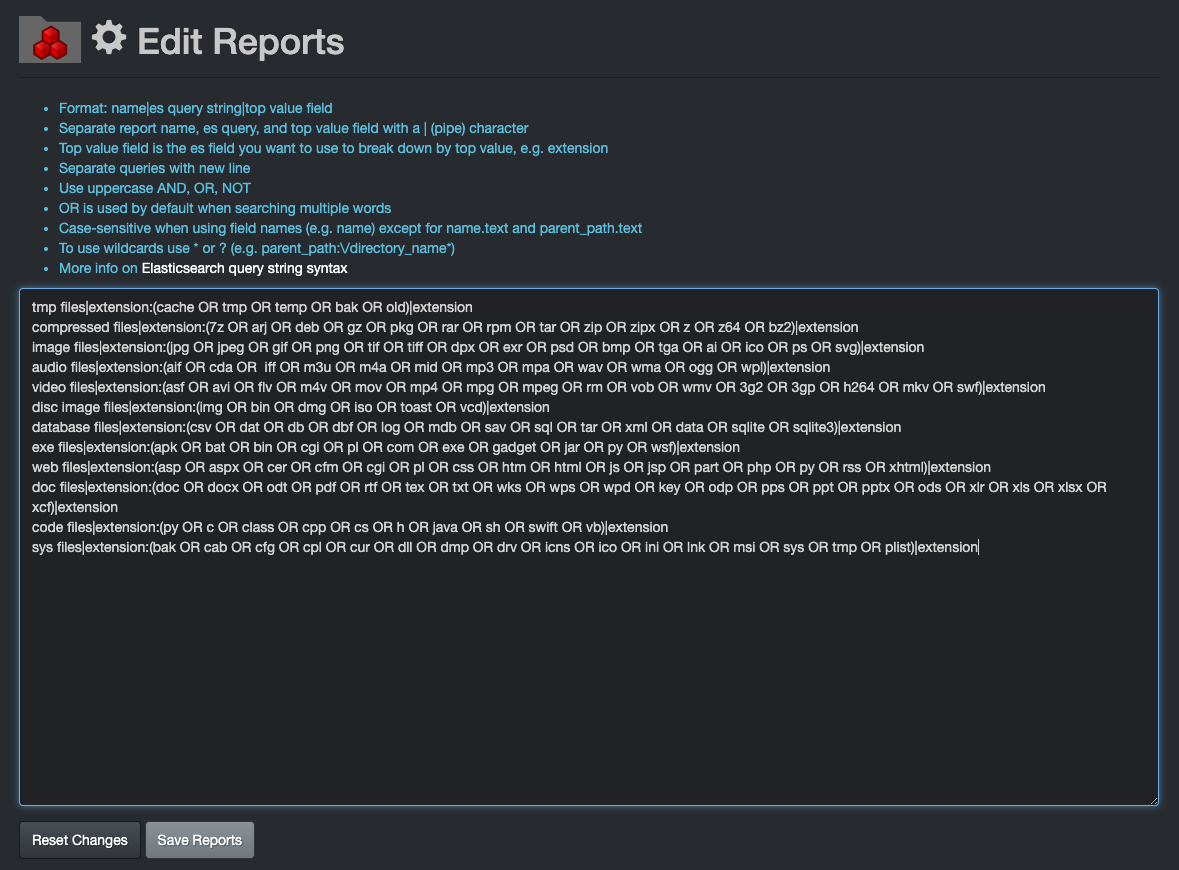 Edit Reports
Format: name|es query string|top value field
Separate report name, es query, and top value field with a | (pipe) character
Top value field is the es field you want to use to break down by top value, e.g. extension
Separate queries with new line
Use uppercase AND, OR, NOT
OR is used by default when searching multiple words
Case-sensitive when using field names (e.g. name) except for name.text and parent_path.text
To use wildcards use * or ? (e.g. parent_path:\/directory_name*)
More info on Elasticsearch query string syntax
tmp files|extension:(cache OR tmp OR temp OR bak OR old)|extension
compressed files|extension:(7z OR arj OR deb OR gz OR pkg OR rar OR rpm OR tar OR zip OR zipx OR z OR z64 OR bz2)|extension
image files|extension:(jpg OR jpeg OR gif OR png OR tif OR tiff OR dpx OR exr OR psd OR bmp OR tga OR ai OR ico OR ps OR svg)|extension
audio files|extension:(aif OR cda OR  iff OR m3u OR m4a OR mid OR mp3 OR mpa OR wav OR wma OR ogg OR wpl)|extension
video files|extension:(asf OR avi OR flv OR m4v OR mov OR mp4 OR mpg OR mpeg OR rm OR vob OR wmv OR 3g2 OR 3gp OR h264 OR mkv OR swf)|extension
disc image files|extension:(img OR bin OR dmg OR iso OR toast OR vcd)|extension
database files|extension:(csv OR dat OR db OR dbf OR log OR mdb OR sav OR sql OR tar OR xml OR data OR sqlite OR sqlite3)|extension
exe files|extension:(apk OR bat OR bin OR cgi OR pl OR com OR exe OR gadget OR jar OR py OR wsf)|extension
web files|extension:(asp OR aspx OR cer OR cfm OR cgi OR pl OR css OR htm OR html OR js OR jsp OR part OR php OR py OR rss OR xhtml)|extension
doc files|extension:(doc OR docx OR odt OR pdf OR rtf OR tex OR txt OR wks OR wps OR wpd OR key OR odp OR pps OR ppt OR pptx OR ods OR xlr OR xls OR xlsx OR
xcf)|extension
code files|extension:(py OR c OR class OR cpp OR cs OR h OR java OR sh OR swift OR vb)|extension
sys files|extension:(bak OR cab OR cfg OR cpl OR cur OR dll OR dmp OR drv OR icns OR ico OR ini OR lnk OR msi OR sys OR tmp OR plist)|extension
Reset Changes
Save Reports